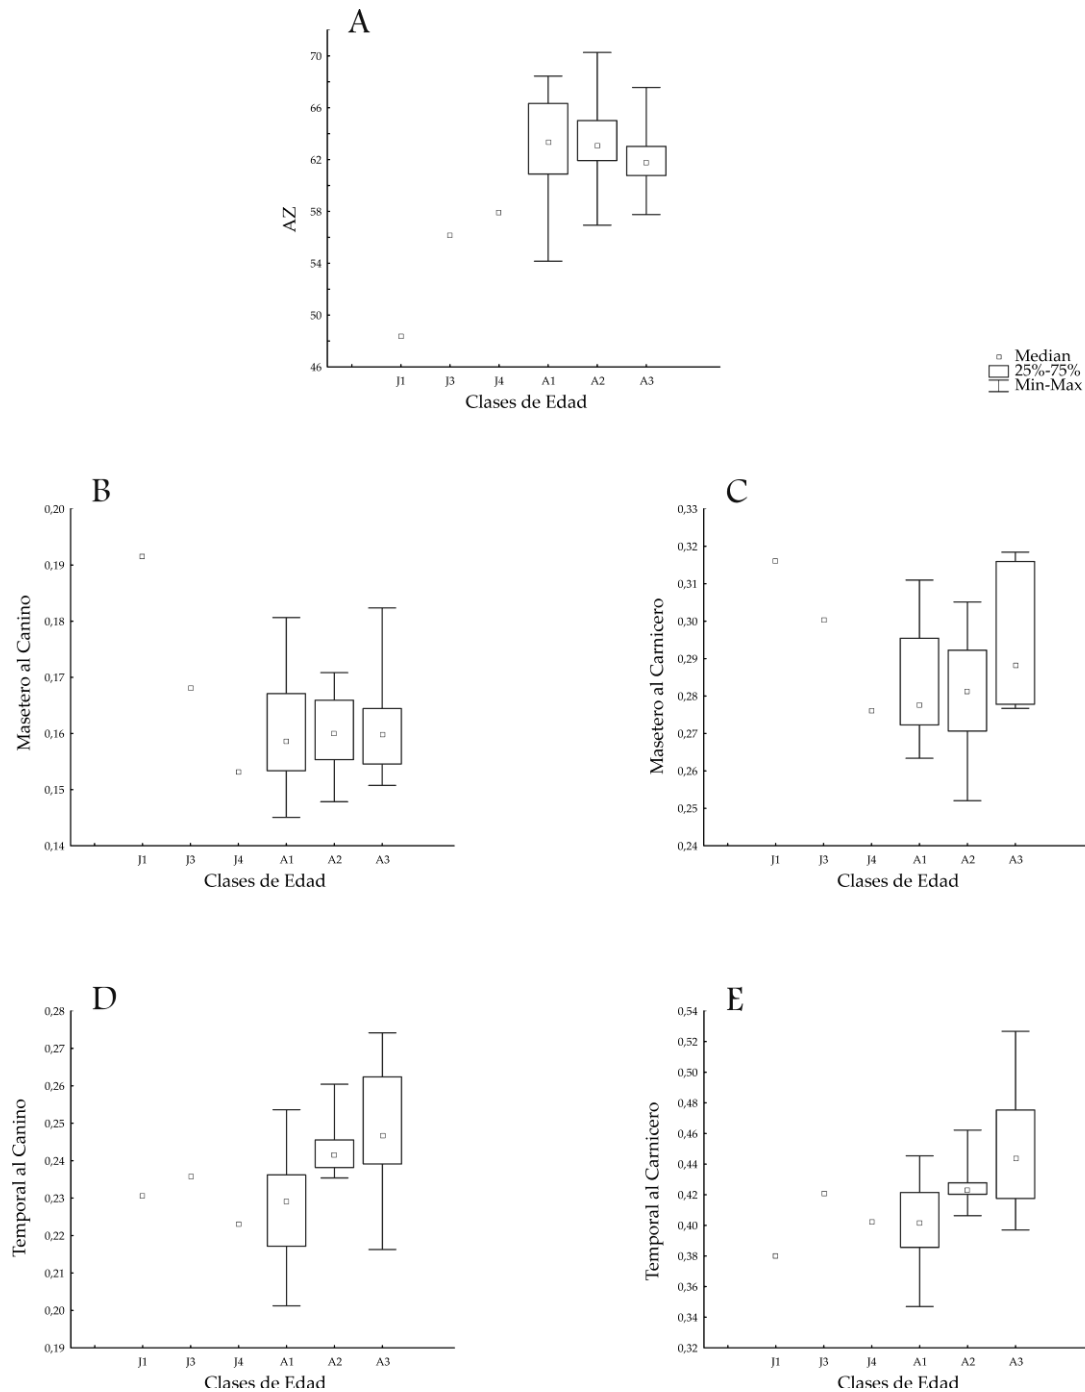 A
70
66
62
58
54
50
46
AZ
J1 J3 J4 A1 A2 A3
Clases de Edad
Median
25%-75%
Min-Max
B
0,20
0,19
0,18
0,17
0,16
0,15
0,14
Masetero al Canino
J1 J3 J4 A1 A2 A3
Clases de Edad
C
0,33
0,32
0,31
0,30
0,29
0,28
0,27
0,26
0,25
0,24
Masetero al Carnicero
J1 J3 J4 A1 A2 A3
Clases de Edad
D
0,28
0,27
0,26
0,25
0,24
0,23
0,22
0,21
0,20
0,19
Temporal al Canino
J1 J3 J4 A1 A2 A3
Clases de Edad
E
0,54
0,52
0,50
0,48
0,46
0,44
0,42
0,40
0,38
0,36
0,34
0,32
Temporal al Carnicero
J1 J3 J4 A1 A2 A3
Clases de Edad